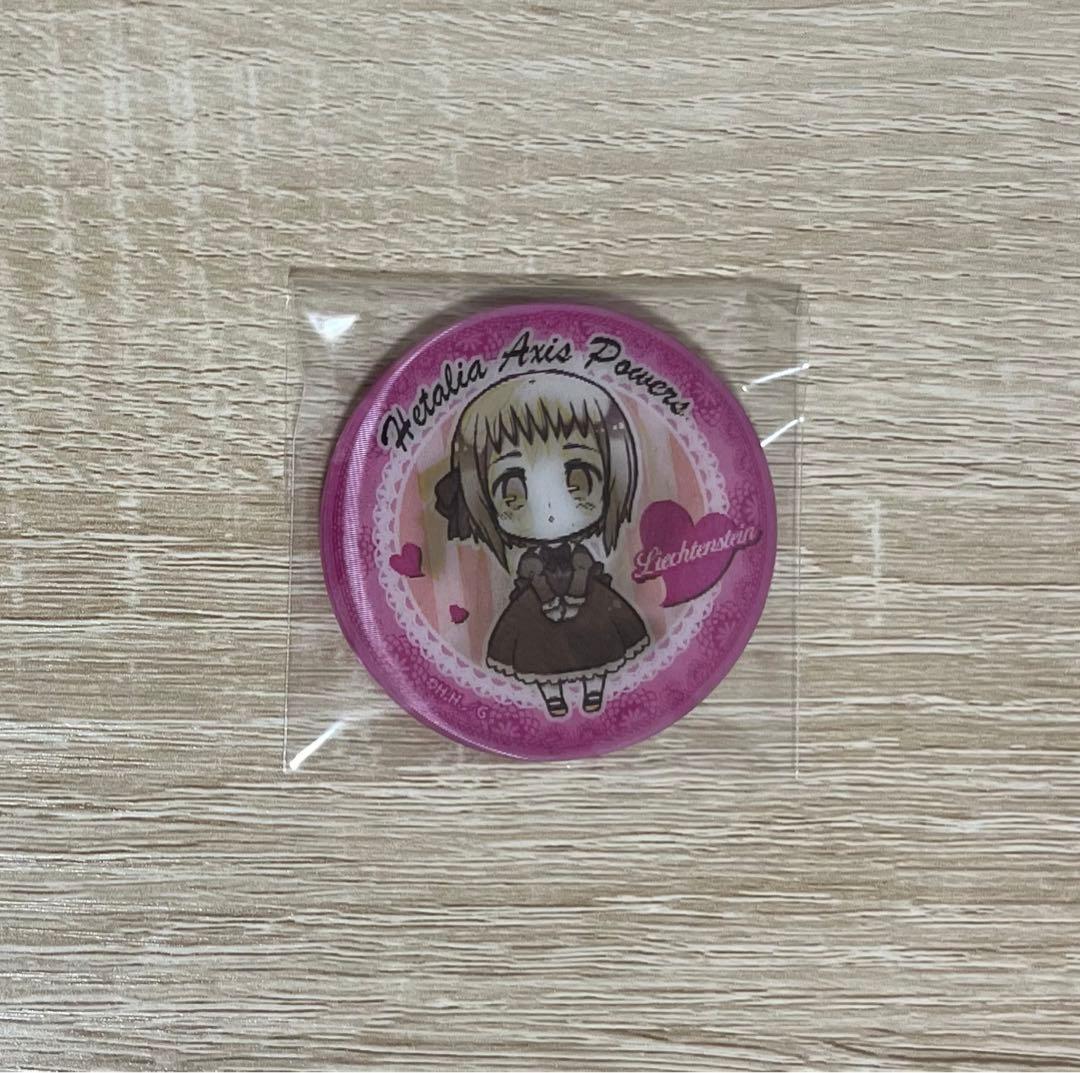 Hetalia Axis Powers
Liechtenstein
©H.H／G